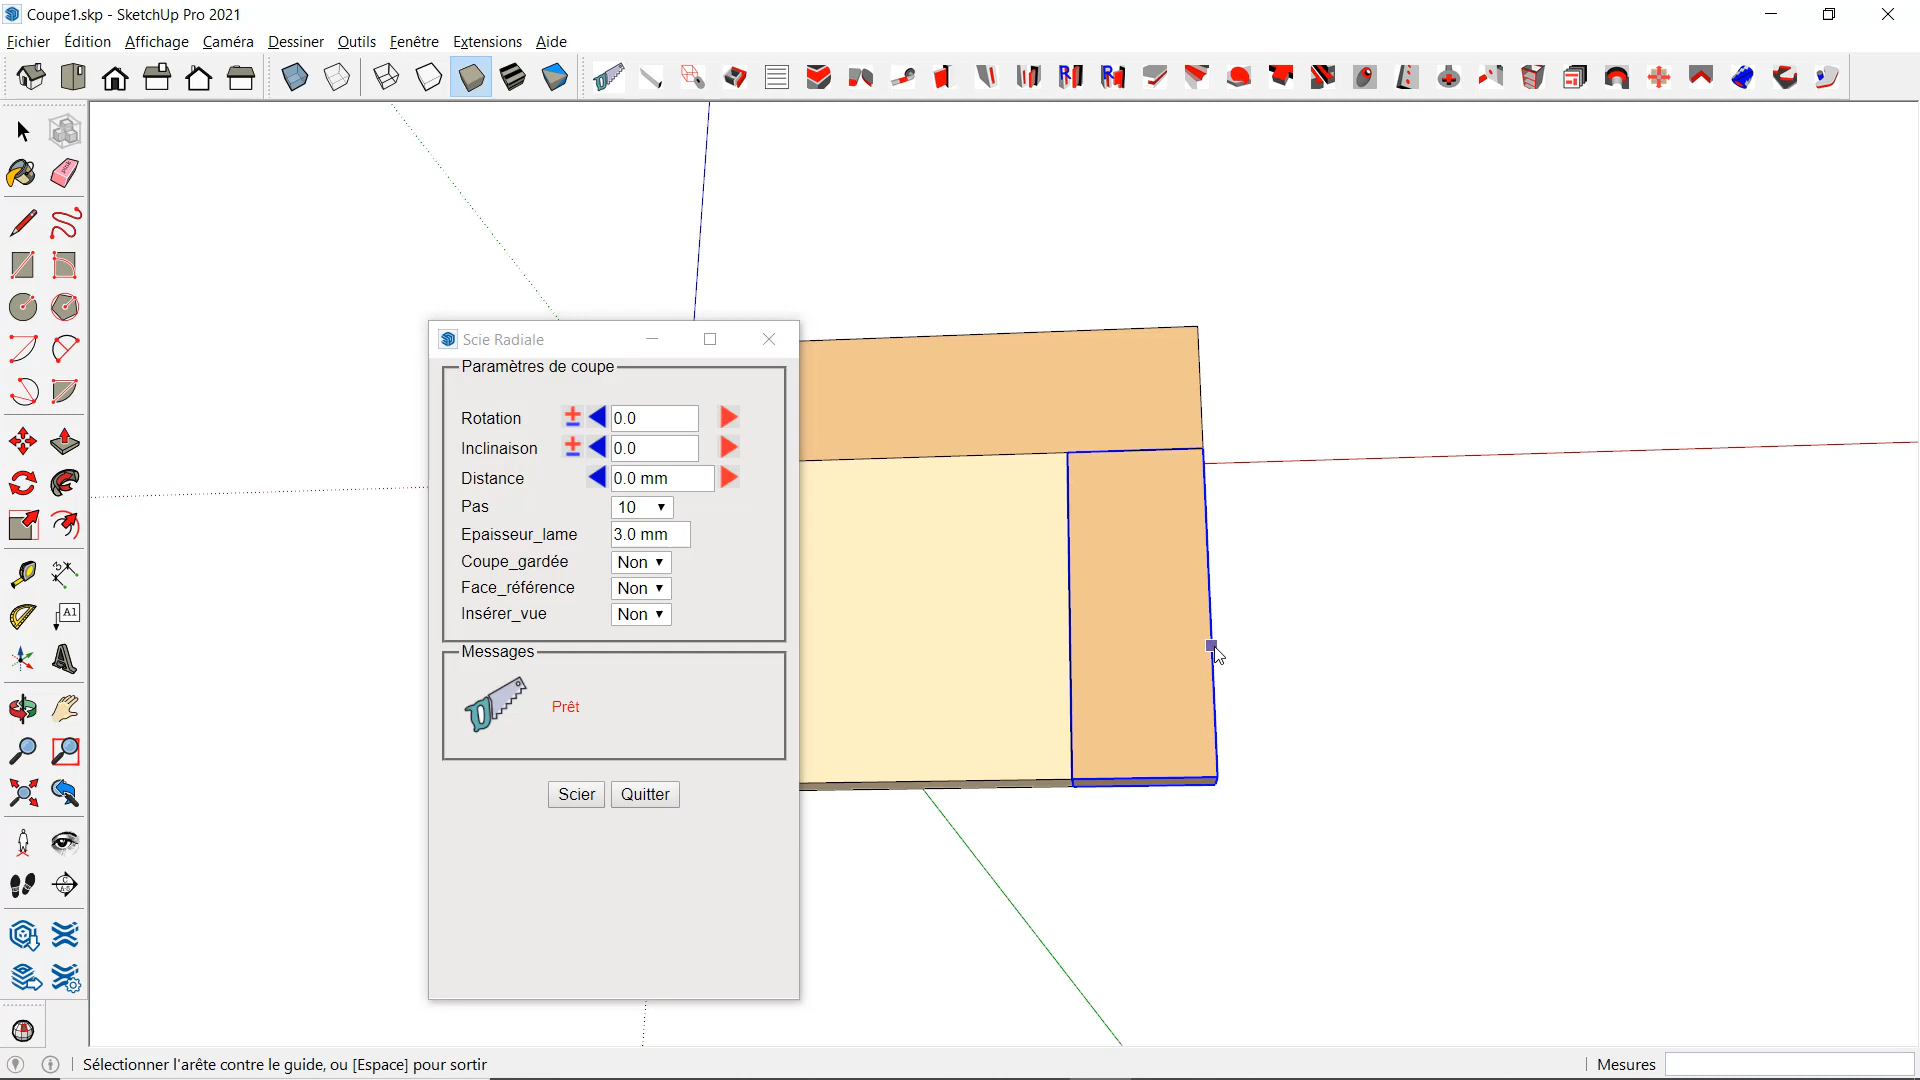 Coupe1.skp - SketchUp Pro 2021
Fichier Édition Affichage Caméra Dessiner Outils Fenêtre Extensions Aide
A1
Scie Radiale
Paramètres de coupe
Rotation 0.0
Inclinaison 0.0
Distance 0.0 mm
Pas 10
Epaisseur_lame 3.0 mm
Coupe_gardée Non
Face_référence Non
Insérer_vue Non
Messages
Prêt
Scier Quitter
Sélectionner l'arête contre le guide, ou [Espace] pour sortir
Mesures